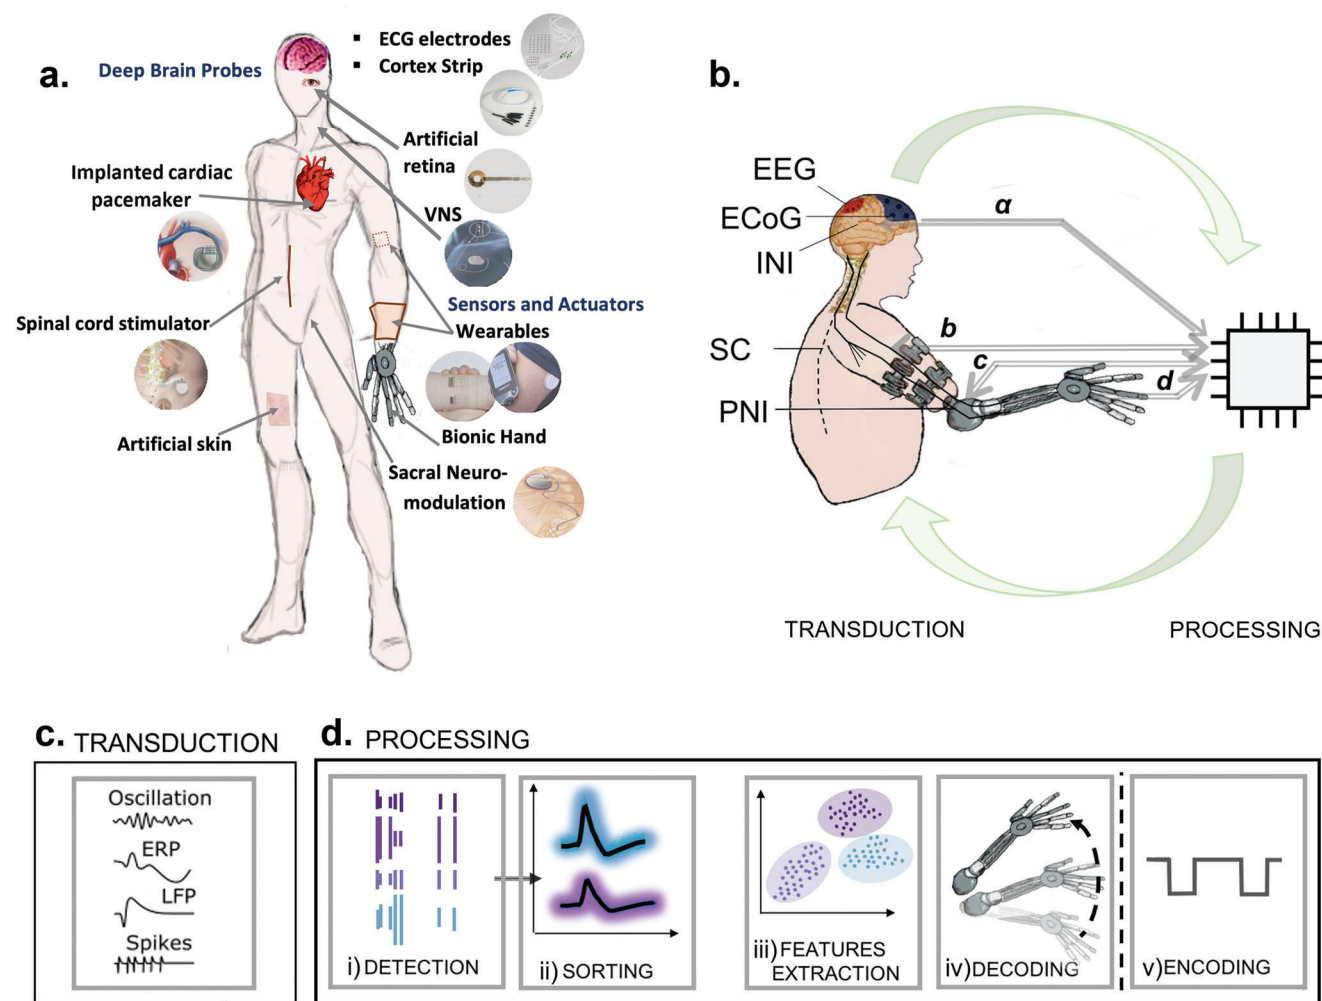 a.
Deep Brain Probes
▪ ECG electrodes
▪ Cortex Strip
Artificial
retina
Implanted cardiac
pacemaker
VNS
Sensors and Actuators
Wearables
Spinal cord stimulator
Artificial skin
Bionic Hand
Sacral Neuro-
modulation
b.
EEG
ECoG
INI
SC
PNI
α
b
c
d
TRANSDUCTION
PROCESSING
c. TRANSDUCTION
Oscillation
ERP
LFP
Spikes
d. PROCESSING
i) DETECTION
ii) SORTING
iii) FEATURES
EXTRACTION
iv) DECODING
v) ENCODING